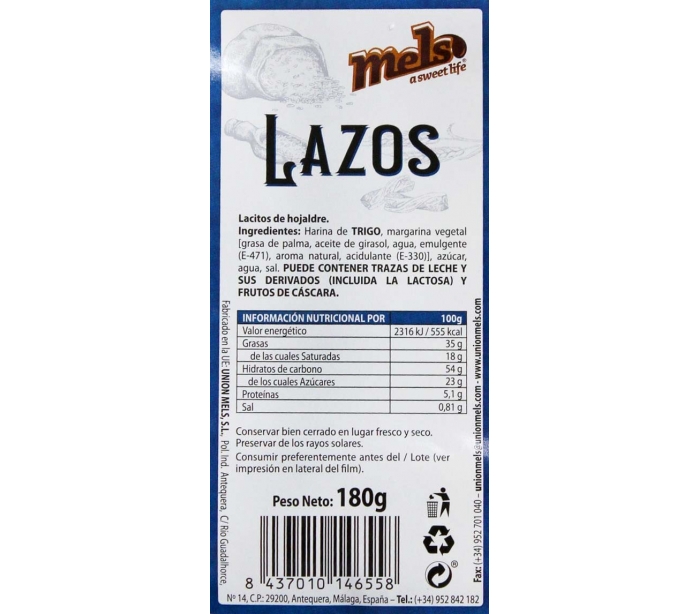 mels®
a sweet life
LAZOS
Lacitos de hojaldre.
Ingredientes: Harina de TRIGO, margarina vegetal
[grasa de palma, aceite de girasol, agua, emulgente
(E-471), aroma natural, acidulante (E-330)], azúcar,
agua, sal. PUEDE CONTENER TRAZAS DE LECHE Y
SUS DERIVADOS (INCLUIDA LA LACTOSA) Y
FRUTOS DE CÁSCARA.
INFORMACIÓN NUTRICIONAL POR 100g
Valor energético 2316 kJ / 555 kcal
Grasas 35 g
de las cuales Saturadas 18 g
Hidratos de carbono 54 g
de los cuales Azúcares 23 g
Proteínas 5,1 g
Sal 0,81 g
Conservar bien cerrado en lugar fresco y seco.
Preservar de los rayos solares.
Consumir preferentemente antes del / Lote (ver
impresión en lateral del film).
Peso Neto: 180g
8 437010 146558
®
Fabricado en la UE: UNION MELS, S.L. Pol. Ind. Antequera, C/ Río Guadalhorce,
Nº 14, C.P.: 29200, Antequera, Málaga, España – Tel.: (+34) 952 842 182
Fax: (+34) 952 701 040 – unionmels@unionmels.com - www.unionmels.com